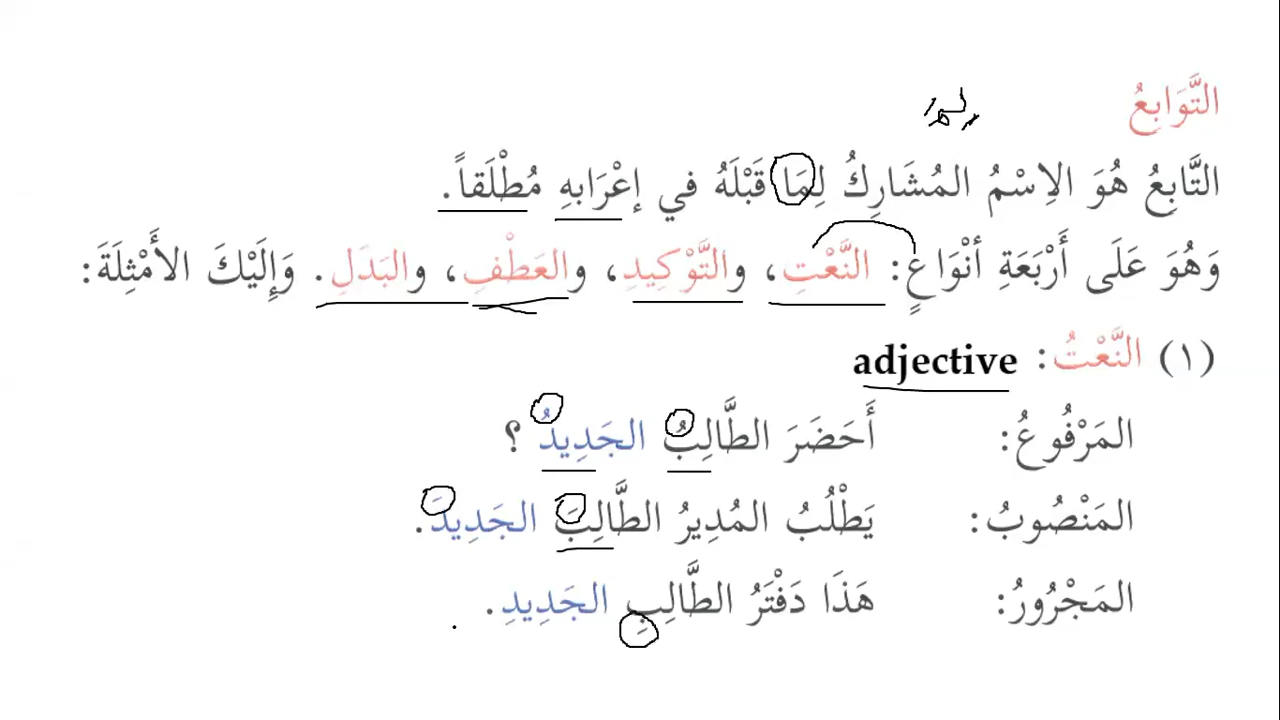 التَّوَابِعُ
التَّابِعُ هُوَ الاِسْمُ المُشَارِكُ لِمَا قَبْلَهُ في إعْرَابِهِ مُطْلَقاً.
وَهُوَ عَلَى أَرْبَعَةِ أنْوَاعٍ: النَّعْتِ، والتَّوْكِيدِ، والعَطْفِ، والبَدَلِ. وَإِلَيْكَ الأَمْثِلَةَ:
(١) النَّعْتُ: adjective
المَرْفُوعُ: أَحَضَرَ الطَّالِبُ الجَدِيدُ ؟
المَنْصُوبُ: يَطْلُبُ المُدِيرُ الطَّالِبَ الجَدِيدَ.
المَجْرُورُ: هَذَا دَفْتَرُ الطَّالِبِ الجَدِيدِ.